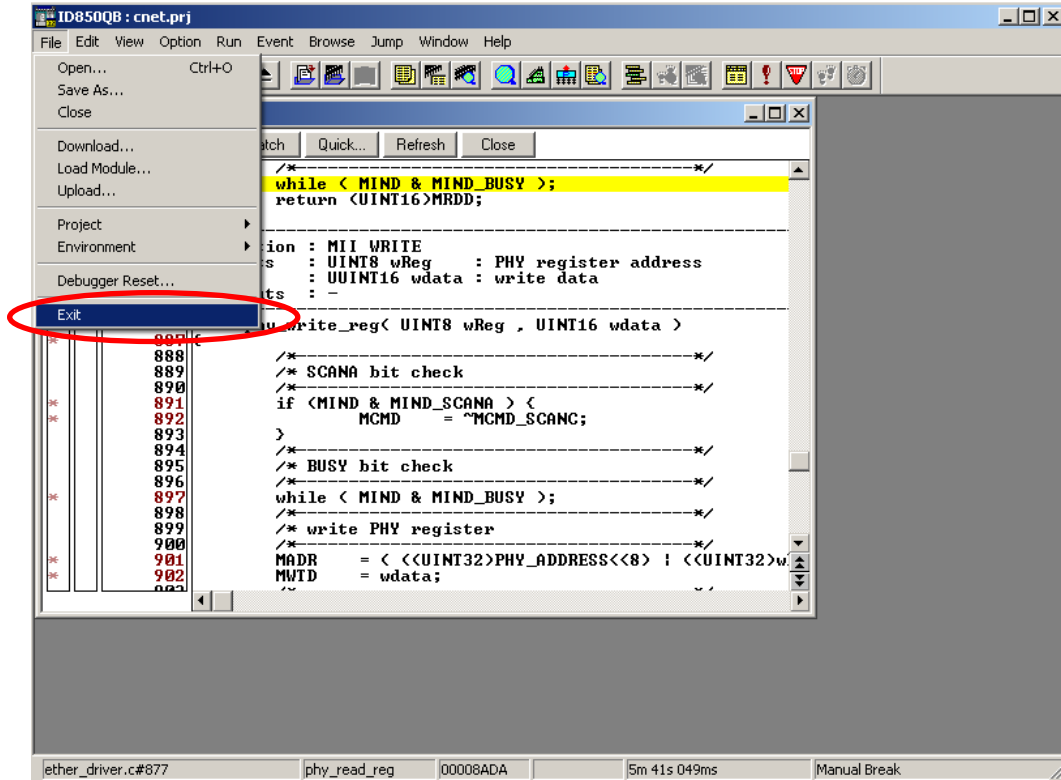 ID850QB : cnet.prj
File Edit View Option Run Event Browse Jump Window Help
Open... Ctrl+O
Save As...
Close
Download...
Load Module...
Upload...
Project
Environment
Debugger Reset...
Exit
Quick... Refresh Close
/*--------------------------------------------------*/
while ( MIND & MIND_BUSY );
return (UINT16)MRDD;
: MII WRITE
: UINT8 wReg : PHY register address
: UUINT16 wdata : write data
: -
write_reg( UINT8 wReg , UINT16 wdata )
887 {
888 /*--------------------------------------------------*/
889 /* SCANA bit check
890 /*--------------------------------------------------*/
* 891 if (MIND & MIND_SCANA ) {
* 892 MCMD = ~MCMD_SCANC;
893 }
894 /*--------------------------------------------------*/
895 /* BUSY bit check
896 /*--------------------------------------------------*/
* 897 while ( MIND & MIND_BUSY );
898 /*--------------------------------------------------*/
899 /* write PHY register
900 /*--------------------------------------------------*/
* 901 MADR = ( ((UINT32)PHY_ADDRESS<<8) | ((UINT32)w
* 902 MWTD = wdata;
ether_driver.c#877 phy_read_reg 00008ADA 5m 41s 049ms Manual Break